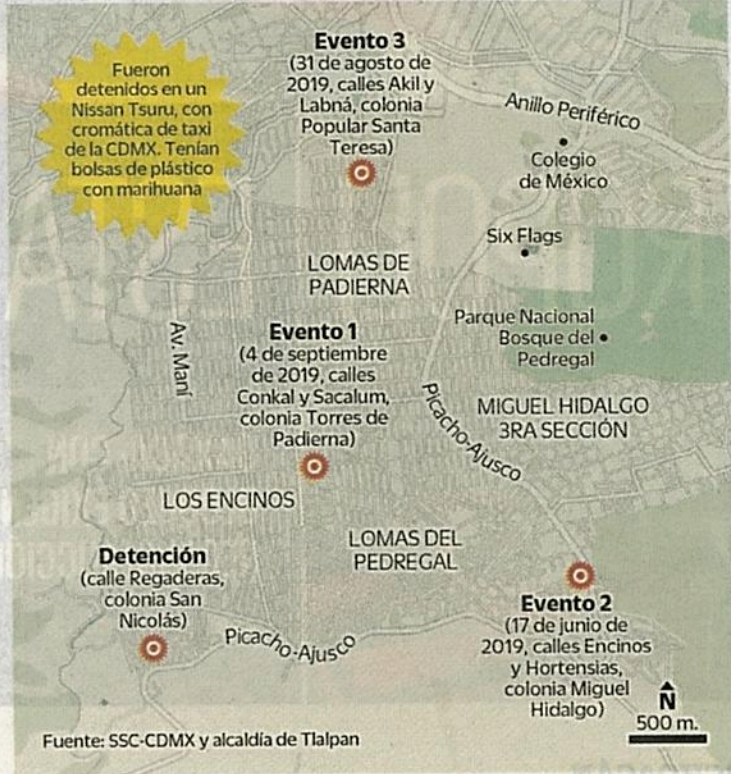 Fueron
detenidos en un
Nissan Tsuru, con
cromática de taxi
de la CDMX. Tenían
bolsas de plástico
con marihuana
Evento 3
(31 de agosto de
2019, calles Akil y
Labná, colonia
Popular Santa
Teresa)
Anillo Periférico
Colegio
de México
Six Flags
LOMAS DE
PADIERNA
Parque Nacional
Bosque del
Pedregal
Av. Maní
Evento 1
(4 de septiembre
de 2019, calles
Conkal y Sacalum,
colonia Torres de
Padierna)
Picacho-Ajusco
MIGUEL HIDALGO
3RA SECCIÓN
LOS ENCINOS
LOMAS DEL
PEDREGAL
Detención
(calle Regaderas,
colonia San
Nicolás)
Picacho-Ajusco
Evento 2
(17 de junio de
2019, calles Encinos
y Hortensias,
colonia Miguel
Hidalgo)
N
500 m.
Fuente: SSC-CDMX y alcaldía de Tlalpan